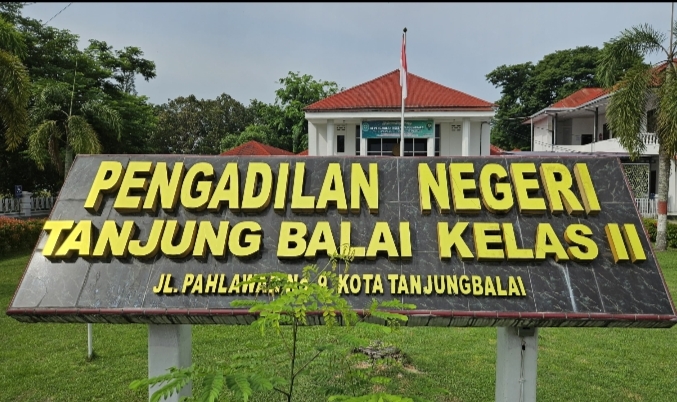 PENGADILAN NEGERI
TANJUNG BALAI KELAS II
JL. PAHLAWAN No. 9, KOTA TANJUNGBALAI